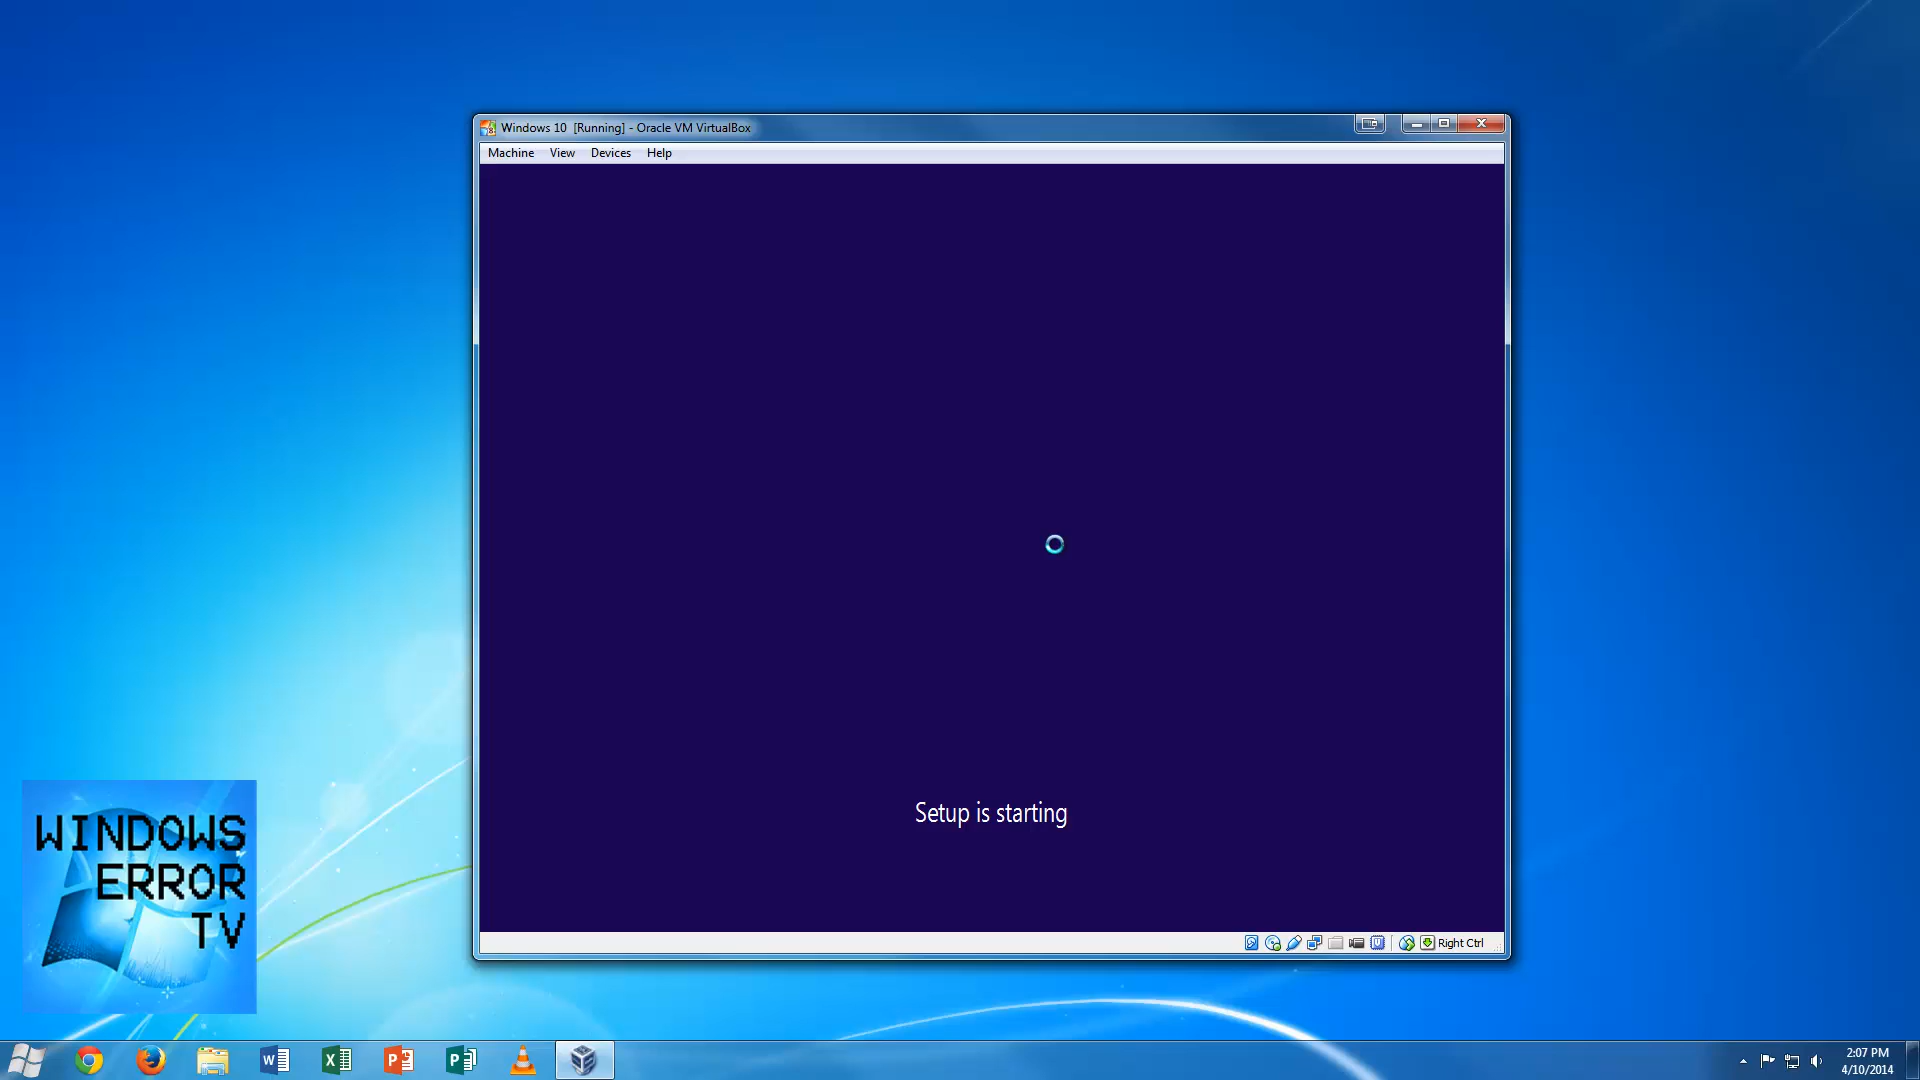 Windows 10 [Running] - Oracle VM VirtualBox
Machine View Devices Help
Setup is starting
WINDOWS
ERROR
TV
Right Ctrl
2:07 PM
4/10/2014